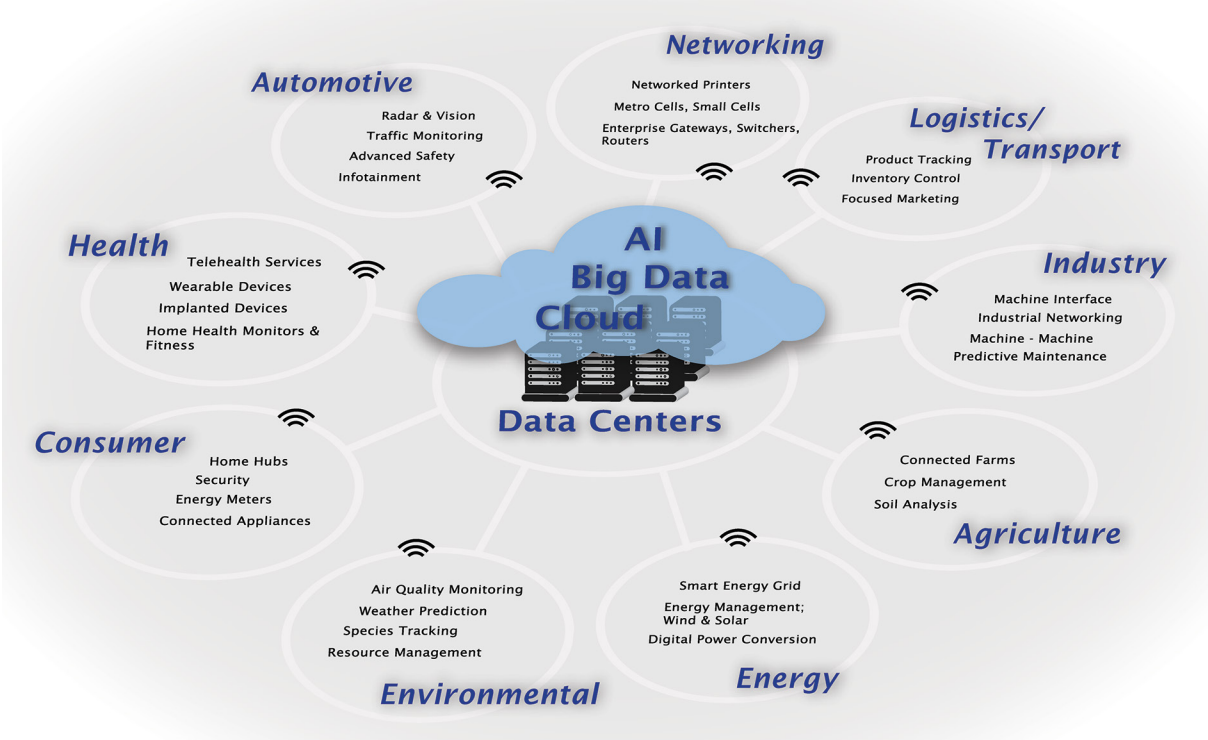 Networking
Networked Printers
Metro Cells, Small Cells
Enterprise Gateways, Switchers,
Routers
Automotive
Radar & Vision
Traffic Monitoring
Advanced Safety
Infotainment
Logistics/
Transport
Product Tracking
Inventory Control
Focused Marketing
Health
Telehealth Services
Wearable Devices
Implanted Devices
Home Health Monitors &
Fitness
AI
Big Data
Cloud
Data Centers
Industry
Machine Interface
Industrial Networking
Machine - Machine
Predictive Maintenance
Consumer
Home Hubs
Security
Energy Meters
Connected Appliances
Connected Farms
Crop Management
Soil Analysis
Agriculture
Air Quality Monitoring
Weather Prediction
Species Tracking
Resource Management
Environmental
Smart Energy Grid
Energy Management;
Wind & Solar
Digital Power Conversion
Energy